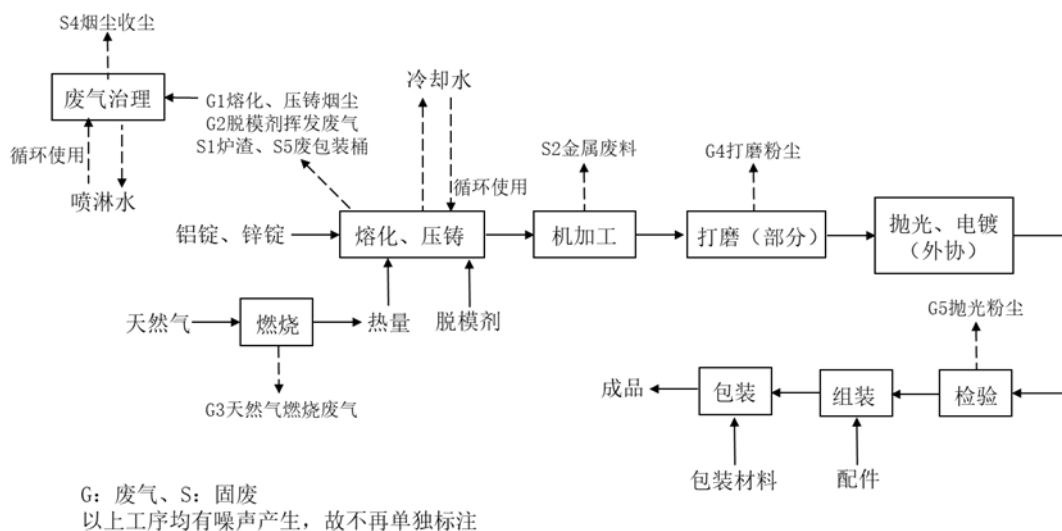 S4烟尘收尘
废气治理
G1熔化、压铸烟尘
G2脱模剂挥发废气
S1炉渣、S5废包装桶
循环使用
喷淋水
冷却水
循环使用
S2金属废料
G4打磨粉尘
铝锭、锌锭
熔化、压铸
机加工
打磨（部分）
抛光、电镀
（外协）
天然气
燃烧
热量
脱模剂
G3天然气燃烧废气
G5抛光粉尘
成品
包装
组装
检验
包装材料
配件
G：废气、S：固废
以上工序均有噪声产生，故不再单独标注